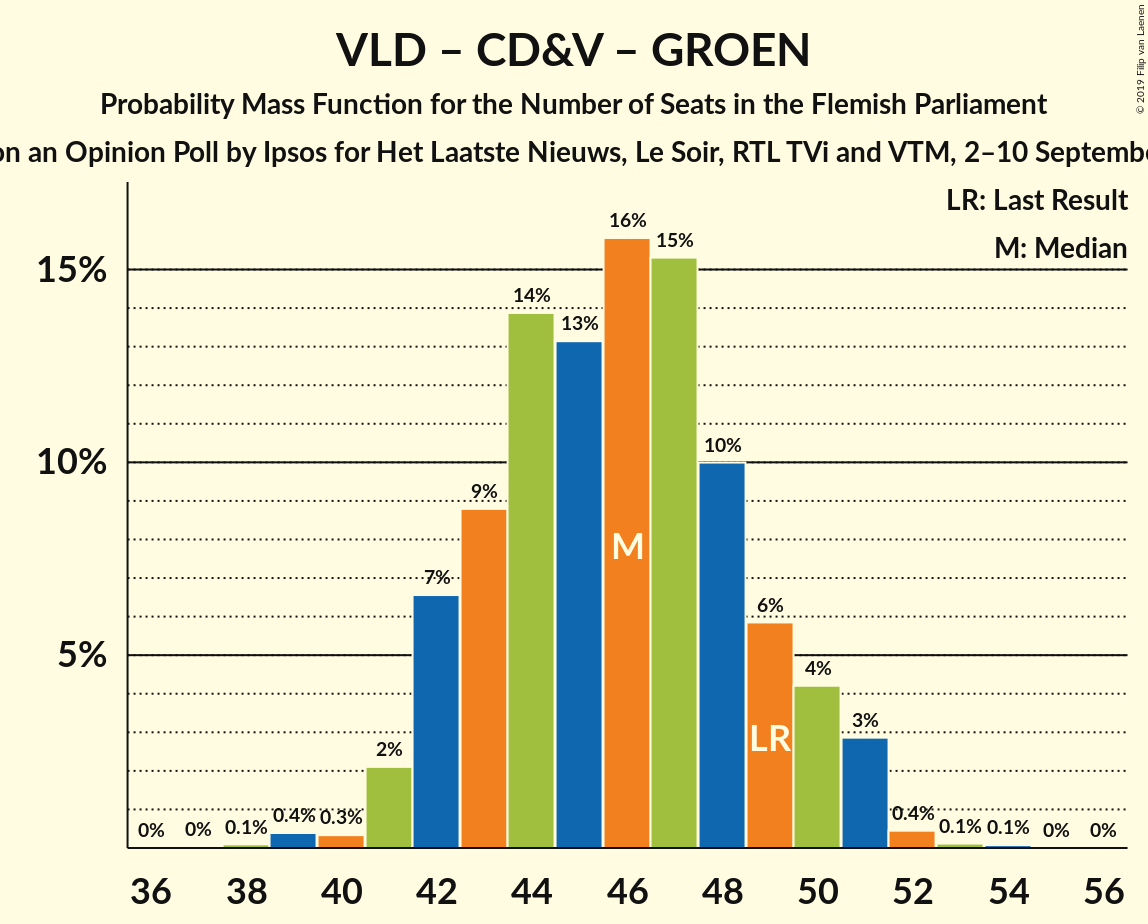 VLD – CD&V – GROEN
Probability Mass Function for the Number of Seats in the Flemish Parliament
on an Opinion Poll by Ipsos for Het Laatste Nieuws, Le Soir, RTL TVi and VTM, 2–10 Septembe
© 2019 Filip van Laenen
LR: Last Result
M: Median
15%
10%
5%
0%
0%
0.1%
0.4%
0.3%
2%
7%
9%
14%
13%
16%
15%
10%
6%
4%
3%
0.4%
0.1%
0.1%
0%
0%
M
LR
36 38 40 42 44 46 48 50 52 54 56